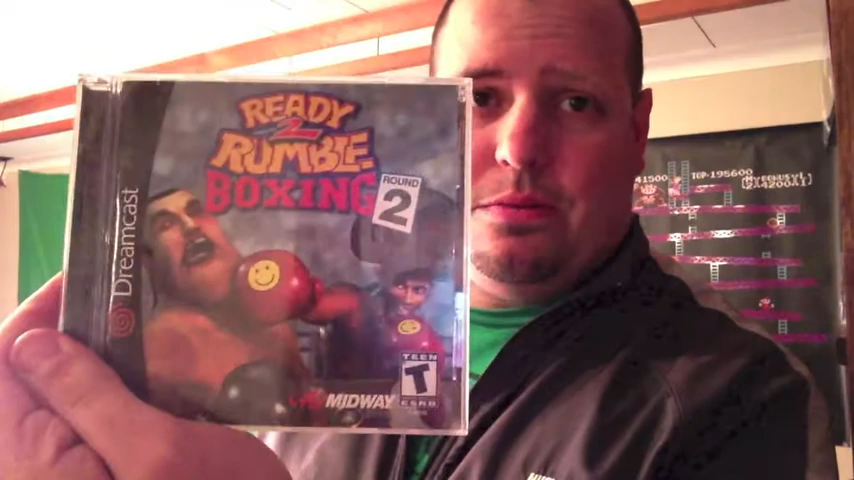 READY
2
RUMBLE
BOXING
ROUND
2
Dreamcast
TEEN
T
ESRB
MIDWAY
TOP-195600